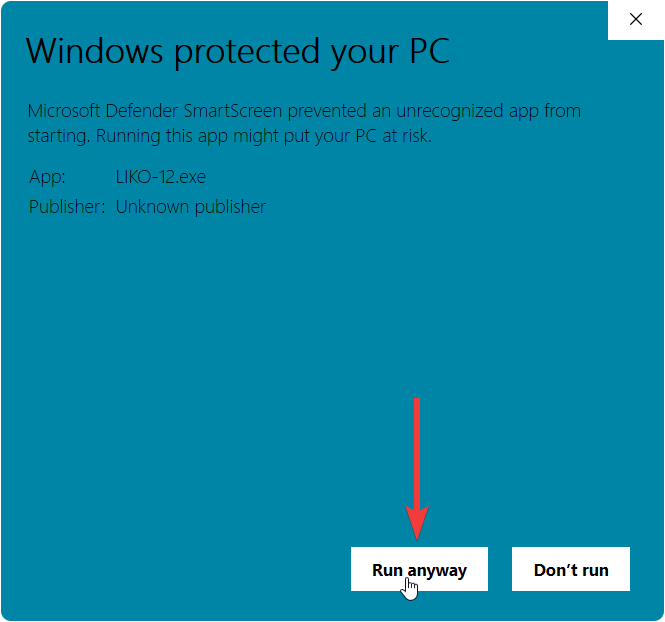 Windows protected your PC
Microsoft Defender SmartScreen prevented an unrecognized app from
starting. Running this app might put your PC at risk.
App: LIKO-12.exe
Publisher: Unknown publisher
Run anyway Don’t run